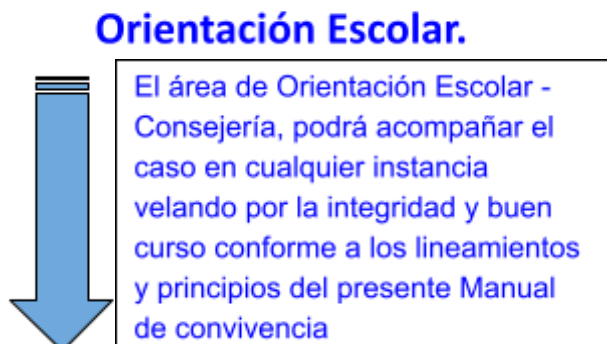 Orientación Escolar.
El área de Orientación Escolar -
Consejería, podrá acompañar el
caso en cualquier instancia
velando por la integridad y buen
curso conforme a los lineamientos
y principios del presente Manual
de convivencia